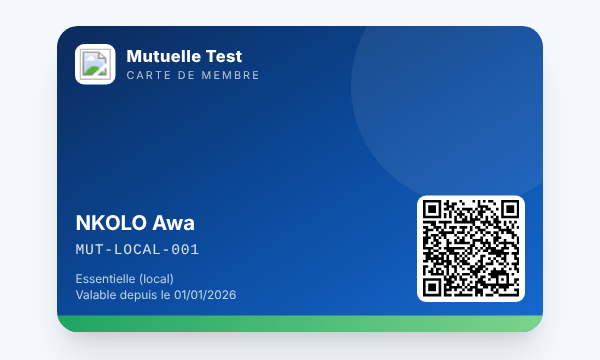 Mutuelle Test
CARTE DE MEMBRE
NKOLO Awa
MUT-LOCAL-001
Essentielle (local)
Valable depuis le 01/01/2026